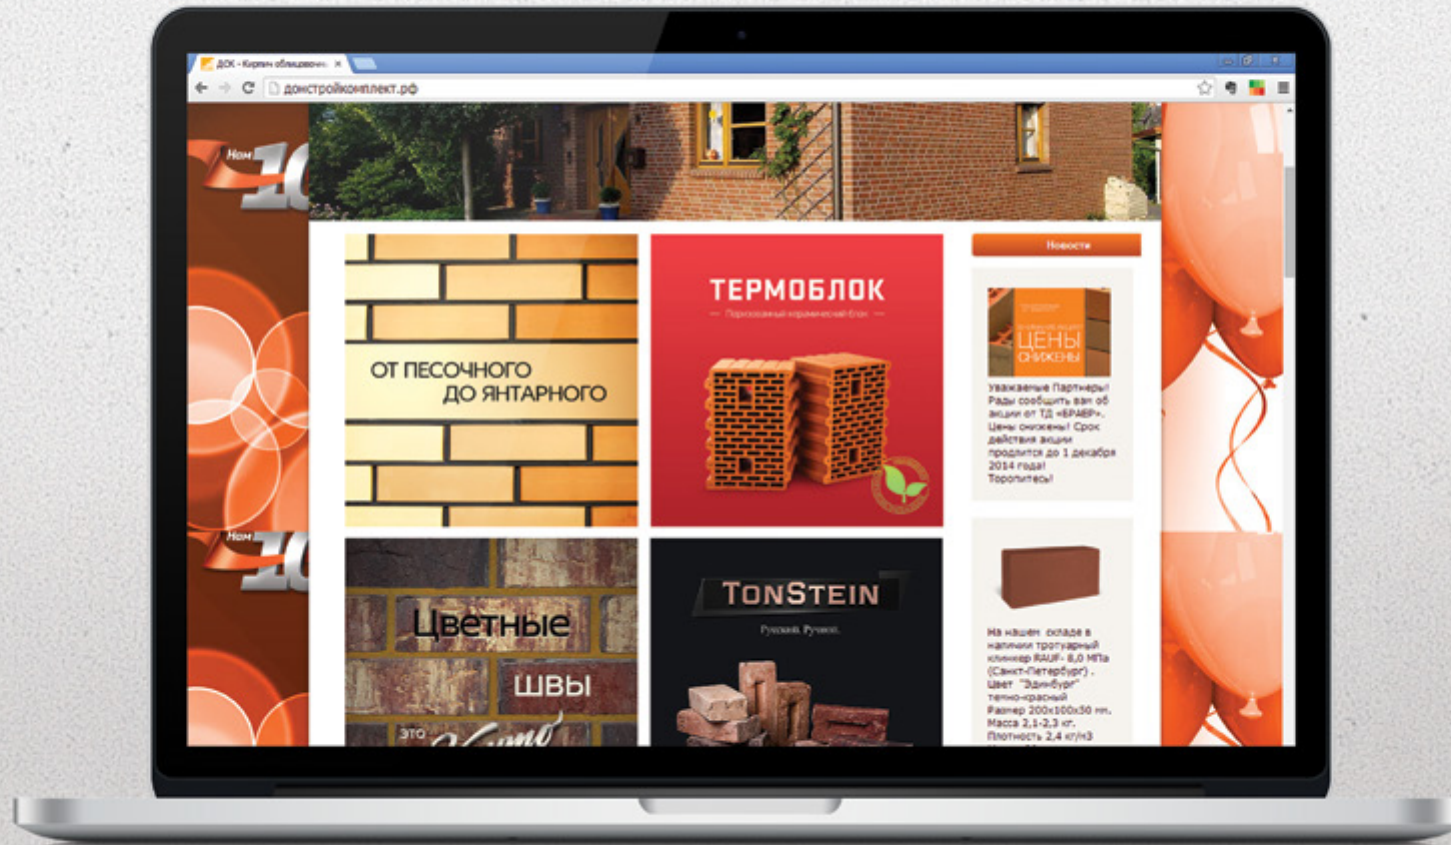 ДСК - Кирпич облицовочн
донстройкомплект.рф
Нам
10
ОТ ПЕСОЧНОГО
ДО ЯНТАРНОГО
ТЕРМОБЛОК
Поризованный керамический блок
Новости
ЦЕНЫ
СНИЖЕНЫ
Уважаемые Партнеры!
Рады сообщить вам об
акции от ТД «БРАЕР».
Цены снижены! Срок
действия акции
продлится до 1 декабря
2014 года!
Торопитесь!
Нам
10
Цветные
ШВЫ
ЭТО
TONSTEIN
Русский. Ручной.
На нашем складе в
наличии тротуарный
клинкер RAUF- 8,0 МПа
(Санкт-Петербург) .
Цвет "Эдинбург"
темно-красный
Размер 200х100х50 мм.
Масса 2,1-2,3 кг.
Плотность 2,4 кг/н3